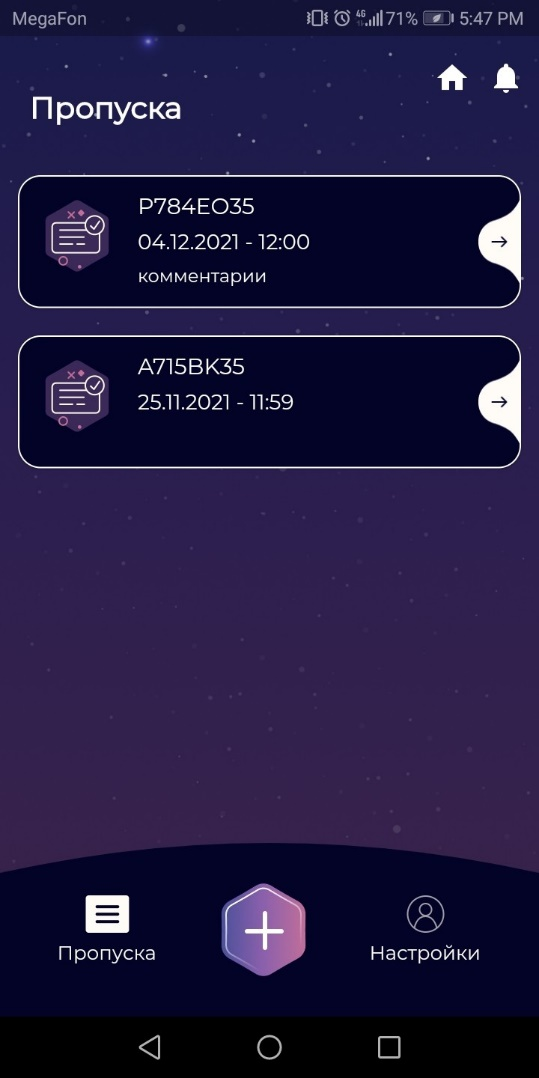 MegaFon 4G 71% 5:47 PM
Пропуска
Р784ЕО35
04.12.2021 - 12:00
комментарии
А715ВК35
25.11.2021 - 11:59
Пропуска
Настройки